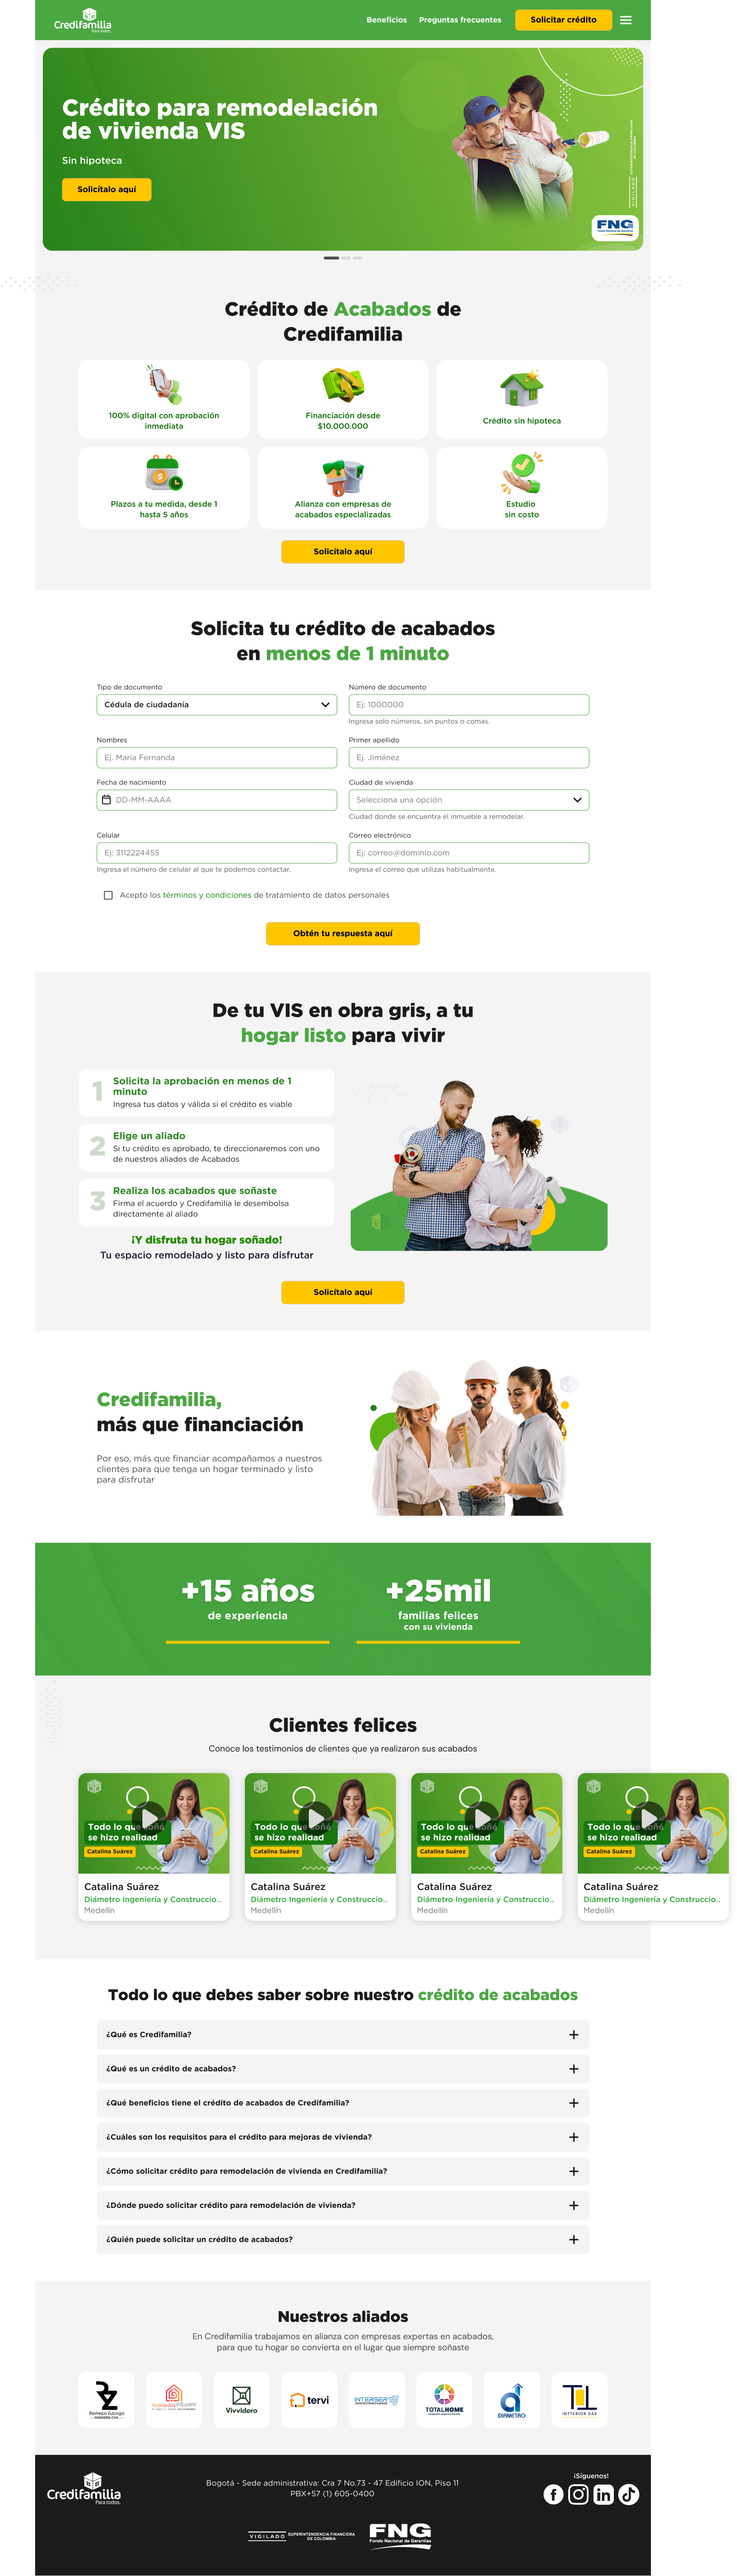 Credifamilia
Para todos.
Beneficios
Preguntas frecuentes
Solicitar crédito
Crédito para remodelación
de vivienda VIS
Sin hipoteca
Solicítalo aquí
VIGILADO
SUPERINTENDENCIA FINANCIERA
DE COLOMBIA
FNG
Fondo Nacional de Garantías
Crédito de Acabados de
Credifamilia
100% digital con aprobación
inmediata
Financiación desde
$10.000.000
Crédito sin hipoteca
Plazos a tu medida, desde 1
hasta 5 años
Alianza con empresas de
acabados especializadas
Estudio
sin costo
Solicítalo aquí
Solicita tu crédito de acabados
en menos de 1 minuto
Tipo de documento
Cédula de ciudadanía
Número de documento
Ej: 1000000
Ingresa solo números, sin puntos o comas.
Nombres
Ej. Maria Fernanda
Primer apellido
Ej. Jiménez
Fecha de nacimiento
DD-MM-AAAA
Ciudad de vivienda
Selecciona una opción
Ciudad donde se encuentra el inmueble a remodelar.
Celular
Ej: 3112224455
Ingresa el número de celular al que te podemos contactar.
Correo electrónico
Ej: correo@dominio.com
Ingresa el correo que utilizas habitualmente.
Acepto los términos y condiciones de tratamiento de datos personales
Obtén tu respuesta aquí
De tu VIS en obra gris, a tu
hogar listo para vivir
1
Solicita la aprobación en menos de 1
minuto
Ingresa tus datos y válida si el crédito es viable
2
Elige un aliado
Si tu crédito es aprobado, te direccionaremos con uno
de nuestros aliados de Acabados
3
Realiza los acabados que soñaste
Firma el acuerdo y Credifamilia le desembolsa
directamente al aliado
¡Y disfruta tu hogar soñado!
Tu espacio remodelado y listo para disfrutar
Solicítalo aquí
Credifamilia,
más que financiación
Por eso, más que financiar acompañamos a nuestros
clientes para que tenga un hogar terminado y listo
para disfrutar
+15 años
de experiencia
+25mil
familias felices
con su vivienda
Clientes felices
Conoce los testimonios de clientes que ya realizaron sus acabados
Todo lo que soñé
se hizo realidad
Catalina Suárez
Catalina Suárez
Diámetro Ingeniería y Construccio..
Medellín
Todo lo que soñé
se hizo realidad
Catalina Suárez
Catalina Suárez
Diámetro Ingeniería y Construccio..
Medellín
Todo lo que soñé
se hizo realidad
Catalina Suárez
Catalina Suárez
Diámetro Ingeniería y Construccio..
Medellín
Todo lo que soñé
se hizo realidad
Catalina Suárez
Catalina Suárez
Diámetro Ingeniería y Construccio..
Medellín
Todo lo que debes saber sobre nuestro crédito de acabados
¿Qué es Credifamilia?
¿Qué es un crédito de acabados?
¿Qué beneficios tiene el crédito de acabados de Credifamilia?
¿Cuáles son los requisitos para el crédito para mejoras de vivienda?
¿Cómo solicitar crédito para remodelación de vivienda en Credifamilia?
¿Dónde puedo solicitar crédito para remodelación de vivienda?
¿Quién puede solicitar un crédito de acabados?
Nuestros aliados
En Credifamilia trabajamos en alianza con empresas expertas en acabados,
para que tu hogar se convierta en el lugar que siempre soñaste
Restrepo Zuluaga
INGENIERÍA CIVIL
AcabadosVIS.com
Vivvidero
tervi
INTERSER
TOTALHOME
DIÁMETRO
INTTERIOR SAS
Credifamilia
Para todos.
Bogotá - Sede administrativa: Cra 7 No.73 - 47 Edificio ION, Piso 11
PBX+57 (1) 605-0400
¡Síguenos!
VIGILADO
SUPERINTENDENCIA FINANCIERA
DE COLOMBIA
FNG
Fondo Nacional de Garantías